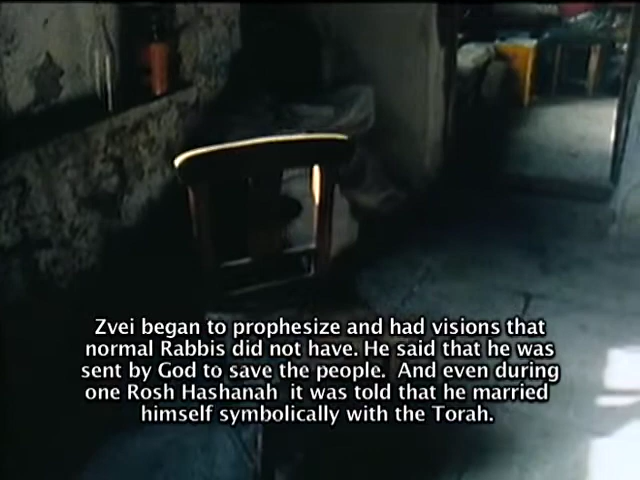 Zvei began to prophesize and had visions that
normal Rabbis did not have. He said that he was
sent by God to save the people.  And even during
one Rosh Hashanah  it was told that he married
himself symbolically with the Torah.